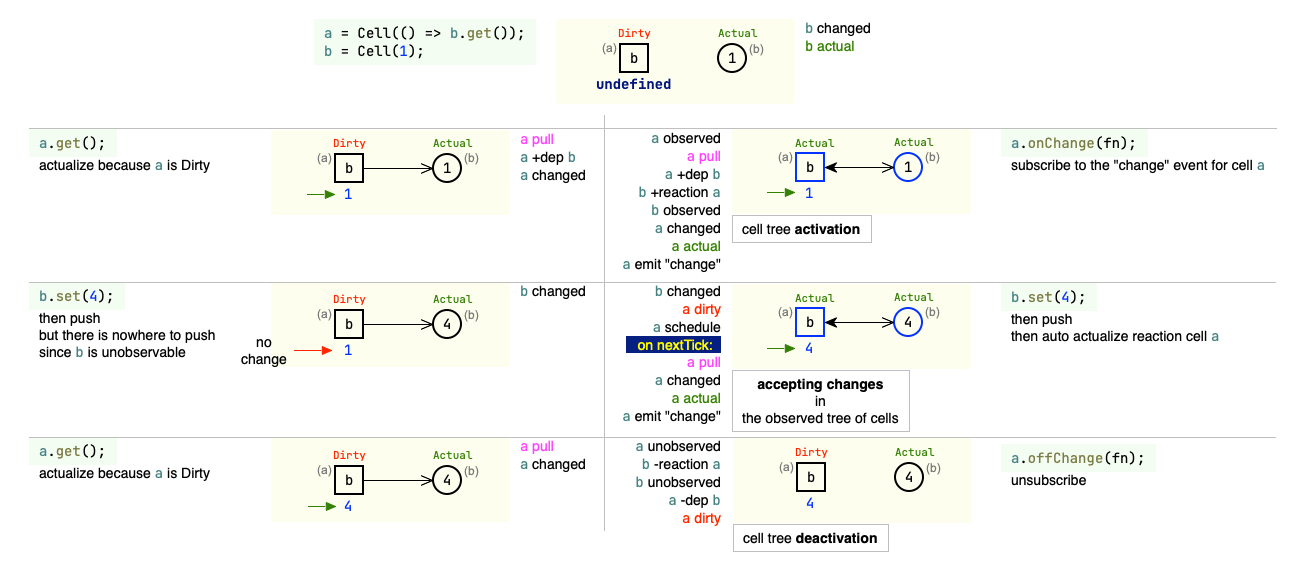 a = Cell(() => b.get());
b = Cell(1);
Dirty
Actual
(a)
b
1
(b)
undefined
b changed
b actual
a.get();
actualize because a is Dirty
Dirty
Actual
(a)
b
1
(b)
1
a pull
a +dep b
a changed
a observed
a pull
a +dep b
b +reaction a
b observed
a changed
a actual
a emit "change"
Actual
Actual
(a)
b
1
(b)
1
cell tree activation
a.onChange(fn);
subscribe to the "change" event for cell a
b.set(4);
then push
but there is nowhere to push
since b is unobservable
no
change
Dirty
Actual
(a)
b
4
(b)
1
b changed
b changed
a dirty
a schedule
on nextTick:
a pull
a changed
a actual
a emit "change"
Actual
Actual
(a)
b
4
(b)
4
accepting changes
in
the observed tree of cells
b.set(4);
then push
then auto actualize reaction cell a
a.get();
actualize because a is Dirty
Dirty
Actual
(a)
b
4
(b)
4
a pull
a changed
a unobserved
b -reaction a
b unobserved
a -dep b
a dirty
Dirty
Actual
(a)
b
4
(b)
4
cell tree deactivation
a.offChange(fn);
unsubscribe